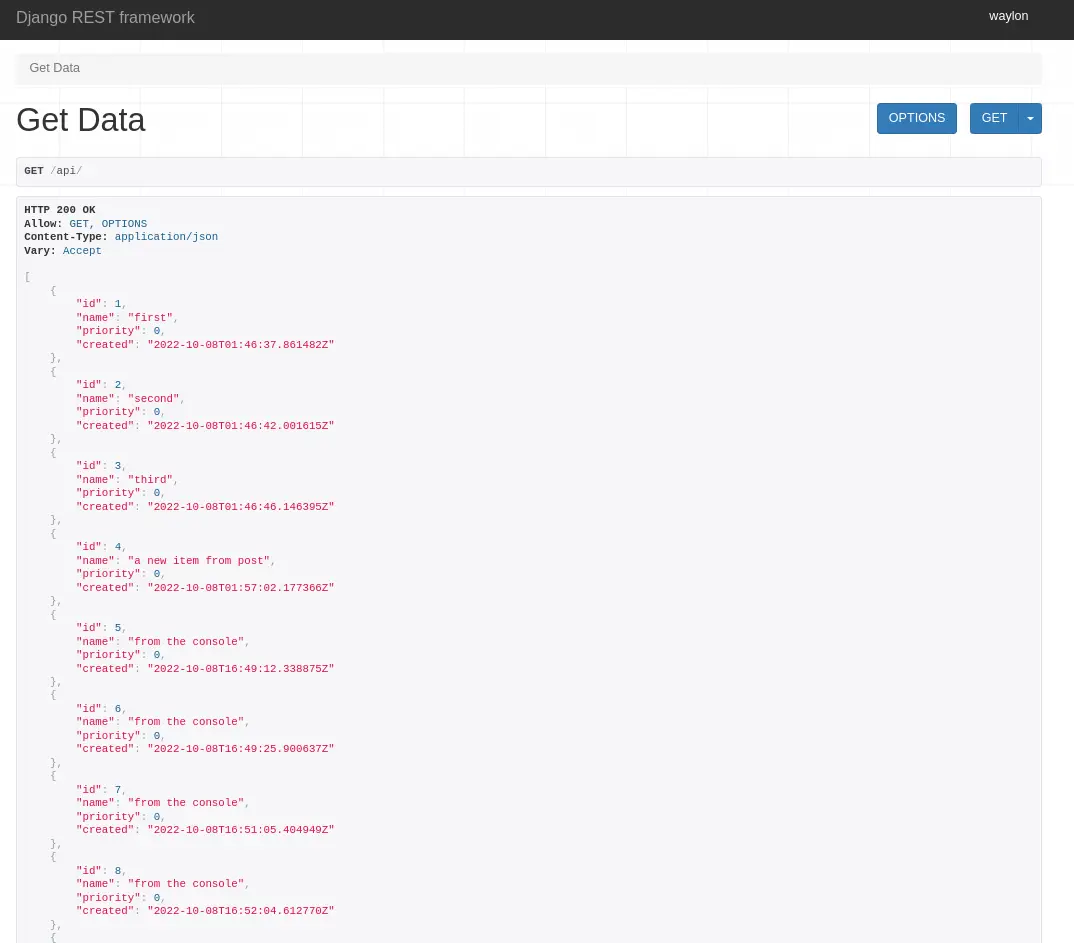 Django REST framework
waylon
Get Data
Get Data
OPTIONS
GET
GET /api/
HTTP 200 OK
Allow: GET, OPTIONS
Content-Type: application/json
Vary: Accept
[
    {
        "id": 1,
        "name": "first",
        "priority": 0,
        "created": "2022-10-08T01:46:37.861482Z"
    },
    {
        "id": 2,
        "name": "second",
        "priority": 0,
        "created": "2022-10-08T01:46:42.001615Z"
    },
    {
        "id": 3,
        "name": "third",
        "priority": 0,
        "created": "2022-10-08T01:46:46.146395Z"
    },
    {
        "id": 4,
        "name": "a new item from post",
        "priority": 0,
        "created": "2022-10-08T01:57:02.177366Z"
    },
    {
        "id": 5,
        "name": "from the console",
        "priority": 0,
        "created": "2022-10-08T16:49:12.338875Z"
    },
    {
        "id": 6,
        "name": "from the console",
        "priority": 0,
        "created": "2022-10-08T16:49:25.900637Z"
    },
    {
        "id": 7,
        "name": "from the console",
        "priority": 0,
        "created": "2022-10-08T16:51:05.404949Z"
    },
    {
        "id": 8,
        "name": "from the console",
        "priority": 0,
        "created": "2022-10-08T16:52:04.612770Z"
    },
    {